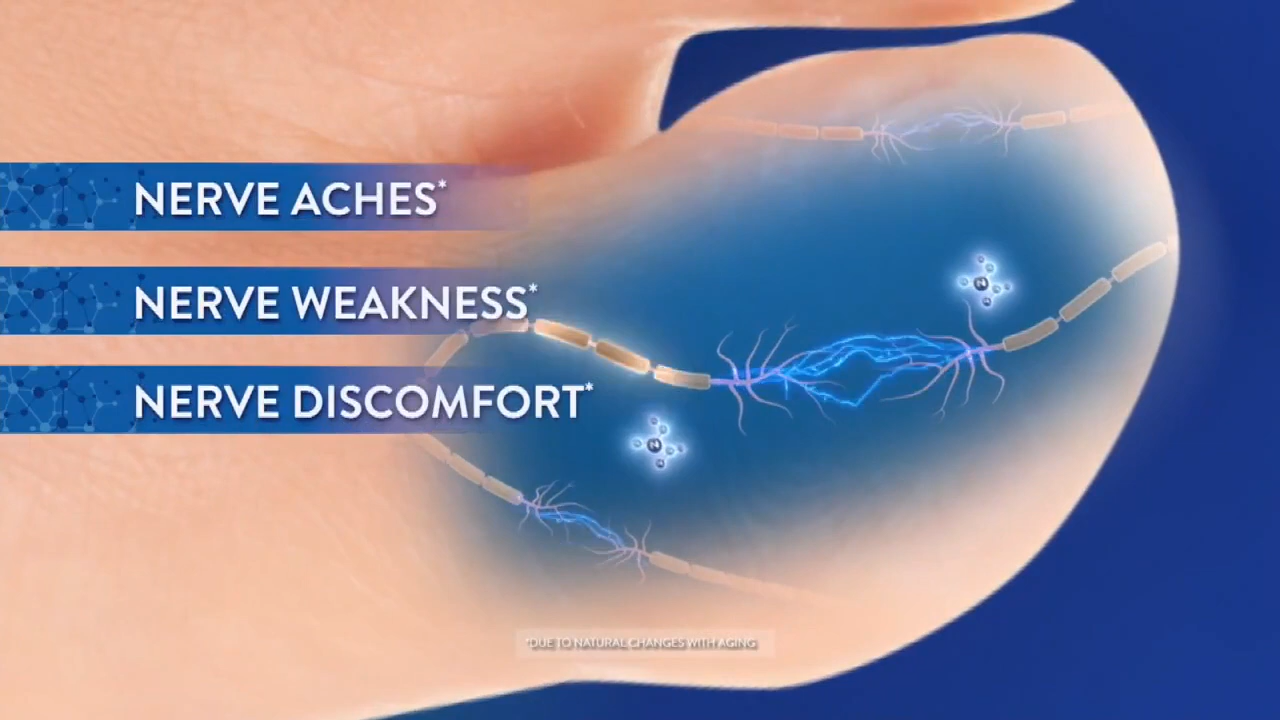 NERVE ACHES*
NERVE WEAKNESS*
NERVE DISCOMFORT*
*DUE TO NATURAL CHANGES WITH AGING